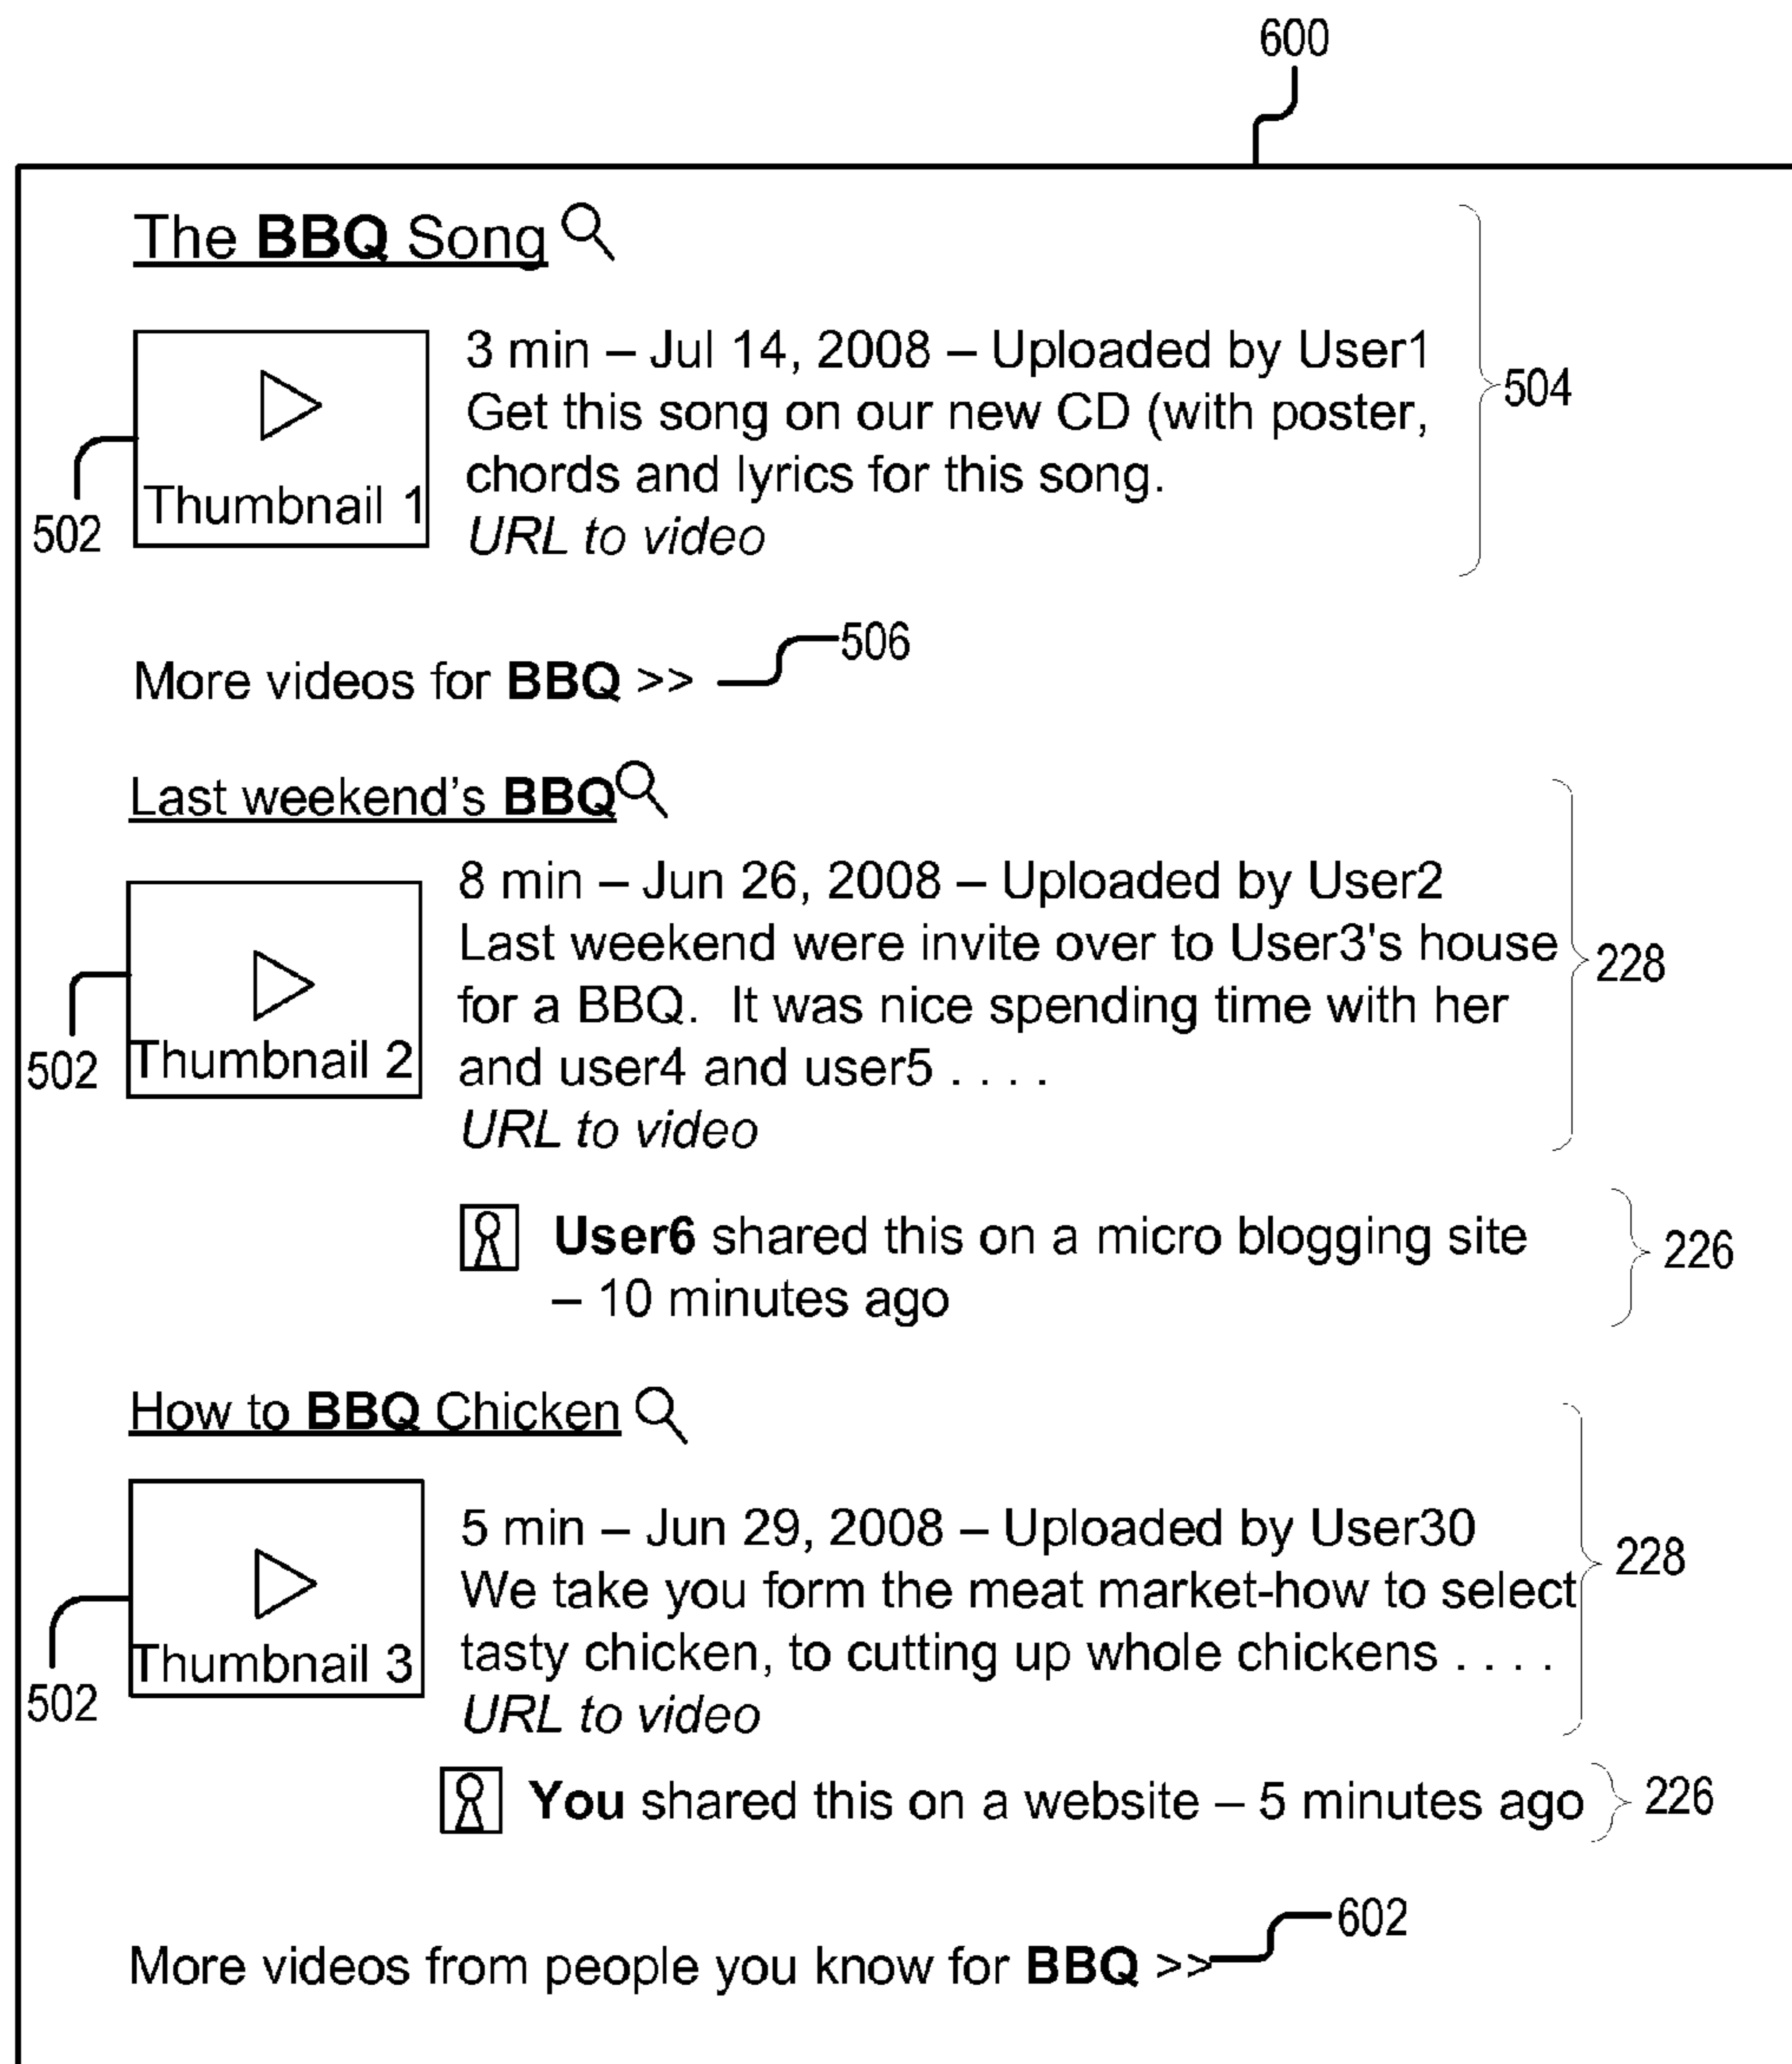 600
The BBQ Song
3 min – Jul 14, 2008 – Uploaded by User1
Get this song on our new CD (with poster,
chords and lyrics for this song.
URL to video
Thumbnail 1
502
504
More videos for BBQ >>
506
Last weekend's BBQ
8 min – Jun 26, 2008 – Uploaded by User2
Last weekend were invite over to User3's house
for a BBQ.  It was nice spending time with her
and user4 and user5 . . . .
URL to video
Thumbnail 2
502
228
User6 shared this on a micro blogging site
– 10 minutes ago
226
How to BBQ Chicken
5 min – Jun 29, 2008 – Uploaded by User30
We take you form the meat market-how to select
tasty chicken, to cutting up whole chickens . . . .
URL to video
Thumbnail 3
502
228
You shared this on a website – 5 minutes ago
226
More videos from people you know for BBQ >>
602